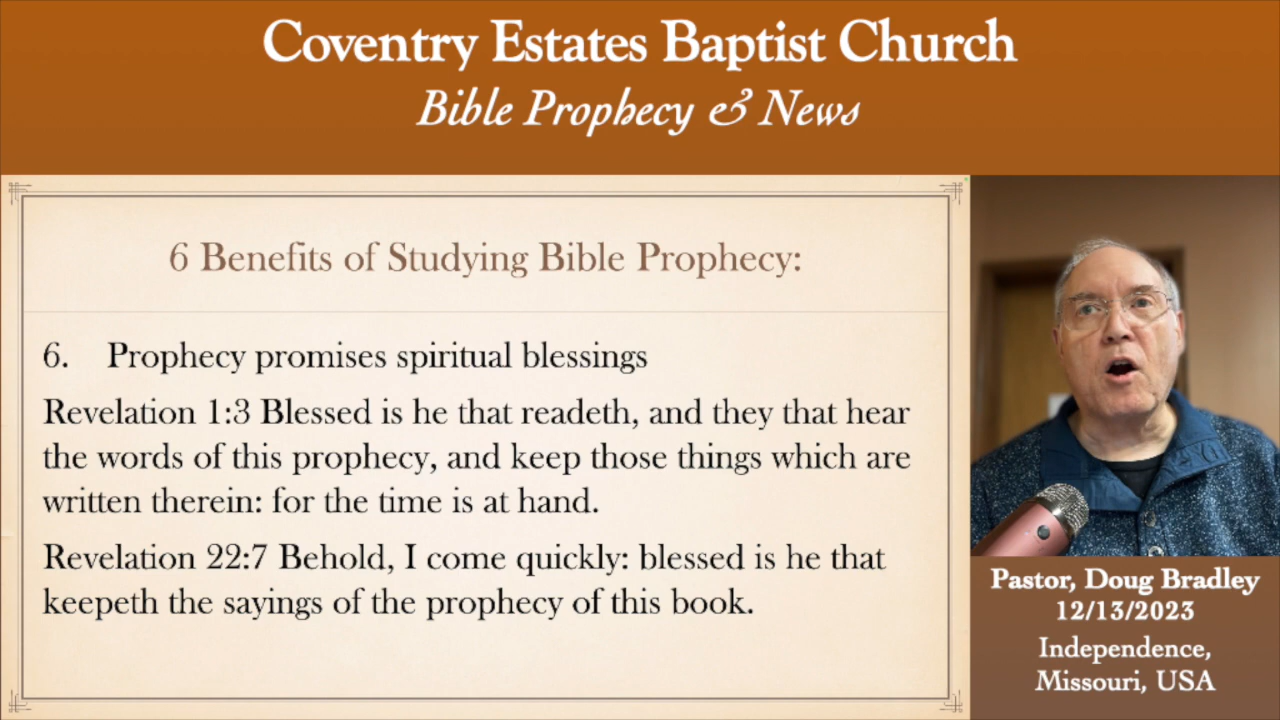 Coventry Estates Baptist Church
Bible Prophecy & News
6 Benefits of Studying Bible Prophecy:
6. Prophecy promises spiritual blessings
Revelation 1:3 Blessed is he that readeth, and they that hear
the words of this prophecy, and keep those things which are
written therein: for the time is at hand.
Revelation 22:7 Behold, I come quickly: blessed is he that
keepeth the sayings of the prophecy of this book.
Pastor, Doug Bradley
12/13/2023
Independence,
Missouri, USA